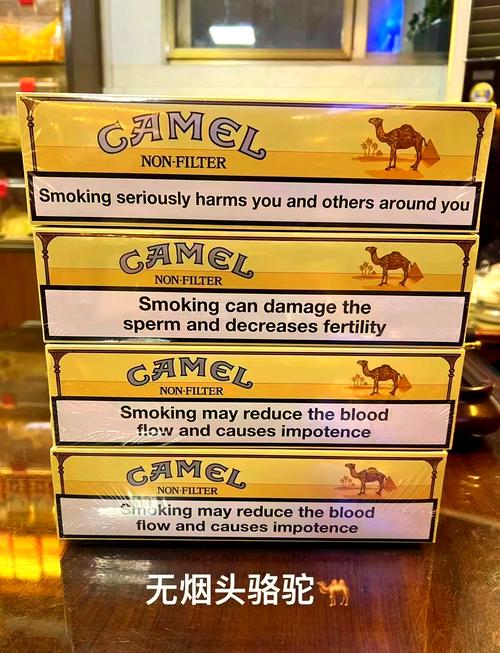 CAMEL
NON-FILTER
Smoking seriously harms you and others around you
CAMEL
NON-FILTER
Smoking can damage the
sperm and decreases fertility
CAMEL
NON-FILTER
Smoking may reduce the blood
flow and causes impotence
CAMEL
NON-FILTER
Smoking may reduce the blood
flow and causes impotence
无烟头骆驼🐪